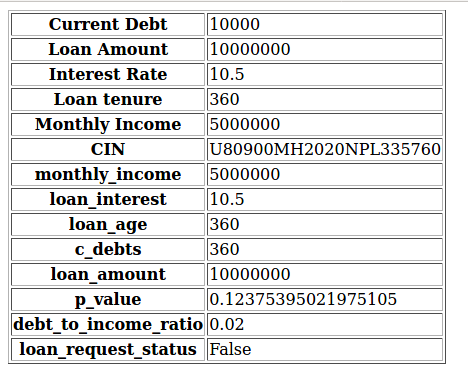 Current Debt 10000
Loan Amount 10000000
Interest Rate 10.5
Loan tenure 360
Monthly Income 5000000
CIN U80900MH2020NPL335760
monthly_income 5000000
loan_interest 10.5
loan_age 360
c_debts 360
loan_amount 10000000
p_value 0.12375395021975105
debt_to_income_ratio 0.02
loan_request_status False